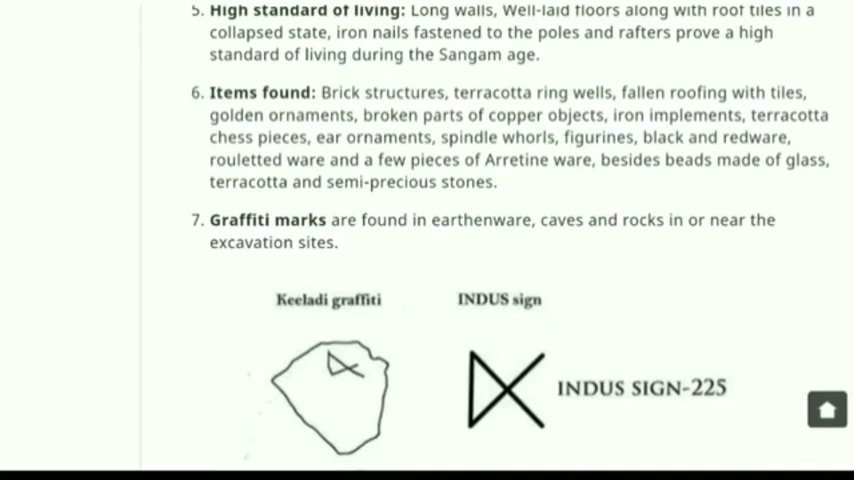 5. High standard of living: Long walls, Well-laid floors along with roof tiles in a
collapsed state, iron nails fastened to the poles and rafters prove a high
standard of living during the Sangam age.
6. Items found: Brick structures, terracotta ring wells, fallen roofing with tiles,
golden ornaments, broken parts of copper objects, iron implements, terracotta
chess pieces, ear ornaments, spindle whorls, figurines, black and redware,
rouletted ware and a few pieces of Arretine ware, besides beads made of glass,
terracotta and semi-precious stones.
7. Graffiti marks are found in earthenware, caves and rocks in or near the
excavation sites.
Keeladi graffiti
INDUS sign
INDUS SIGN-225